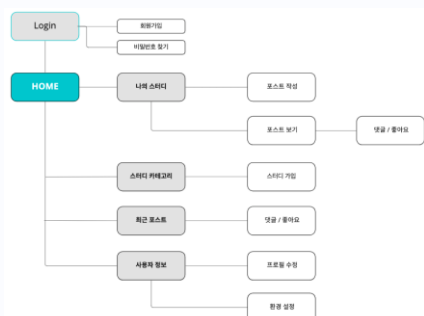 Login
회원가입
비밀번호 찾기
HOME
나의 스터디
포스트 작성
포스트 보기
댓글 / 좋아요
스터디 카테고리
스터디 가입
최근 포스트
댓글 / 좋아요
사용자 정보
프로필 수정
환경 설정